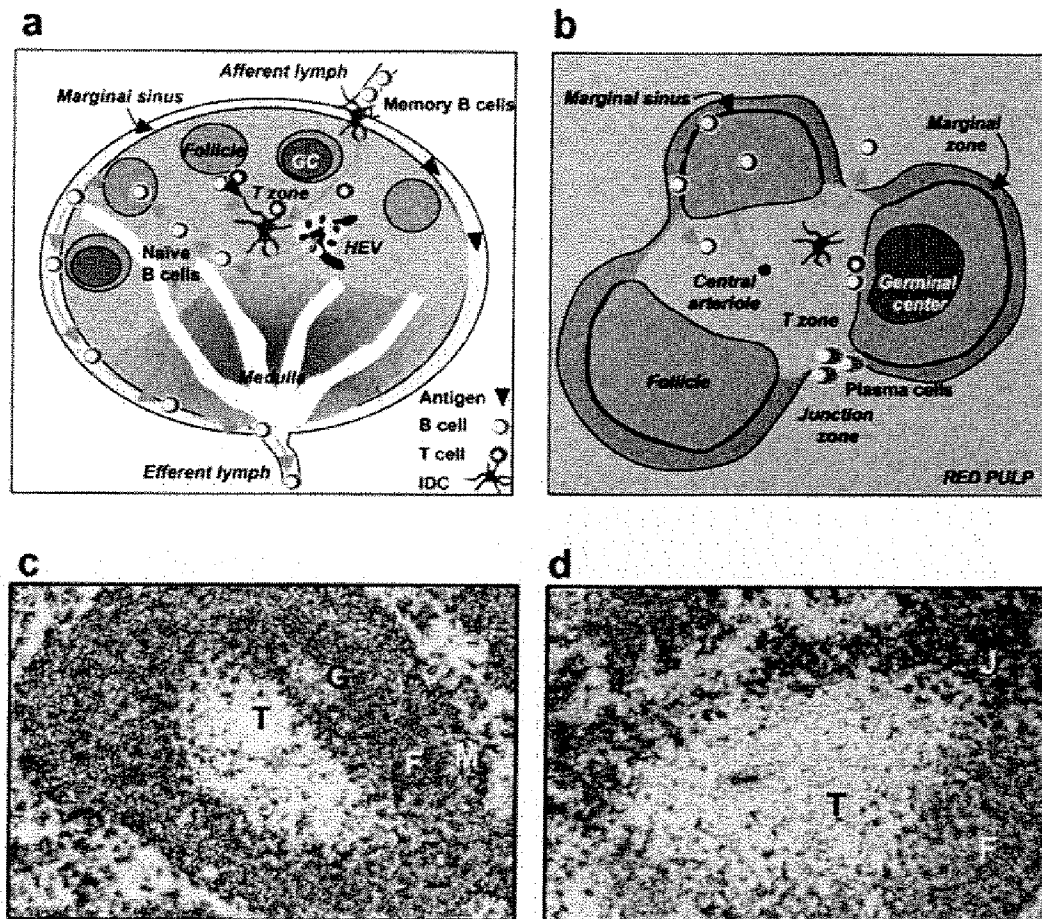 a
Afferent lymph
Marginal sinus
Memory B cells
Follicle
GC
T zone
HEV
Naïve
B cells
Medulla
Antigen
B cell
T cell
IDC
Efferent lymph
b
Marginal sinus
Marginal
zone
Central
arteriole
Germinal
center
T zone
Follicle
Plasma cells
Junction
zone
RED PULP
c
G
T
F
M
d
J
T
F